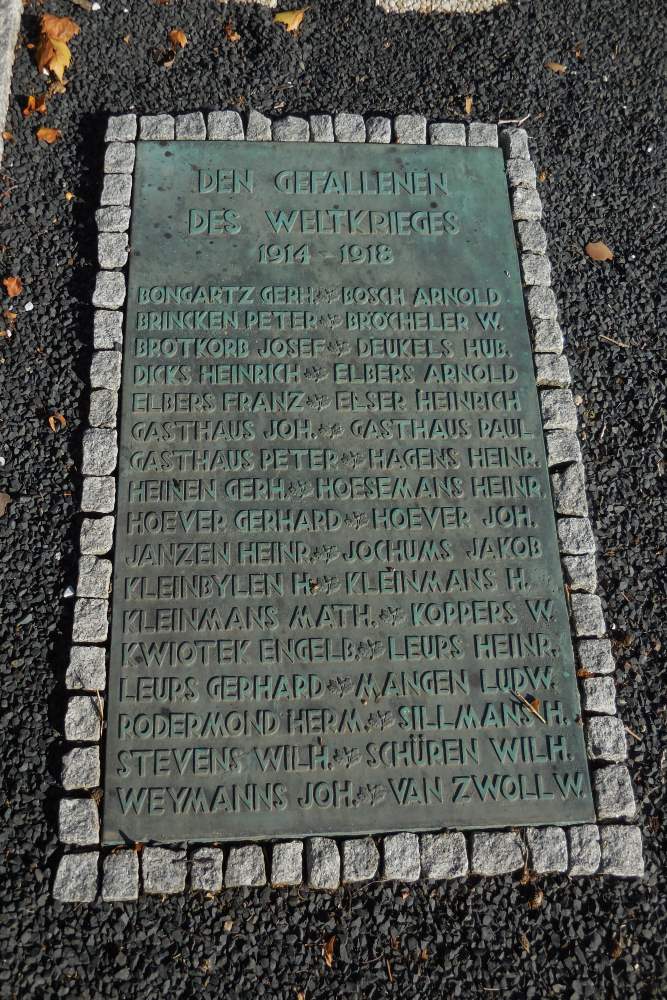 DEN GEFALLENEN
DES WELTKRIEGES
1914 - 1918
BONGARTZ GERH. BOSCH ARNOLD
BRINCKEN PETER BRÖCHELER W.
BROTKORB JOSEF DEUKELS HUB.
DICKS HEINRICH ELBERS ARNOLD
ELBERS FRANZ ELSER HEINRICH
GASTHAUS JOH. GASTHAUS PAUL
GASTHAUS PETER HAGENS HEINR.
HEINEN GERH. HOESEMANS HEINR.
HOEVER GERHARD HOEVER JOH.
JANZEN HEINR. JOCHUMS JAKOB
KLEINBYLEN H. KLEINMANS H.
KLEINMANS MATH. KOPPERS W.
KWIOTEK ENGELB. LEURS HEINR.
LEURS GERHARD MANGEN LUDW.
RODERMOND HERM. SILLMANS H.
STEVENS WILH. SCHÜREN WILH.
WEYMANNS JOH. VAN ZWOLL W.